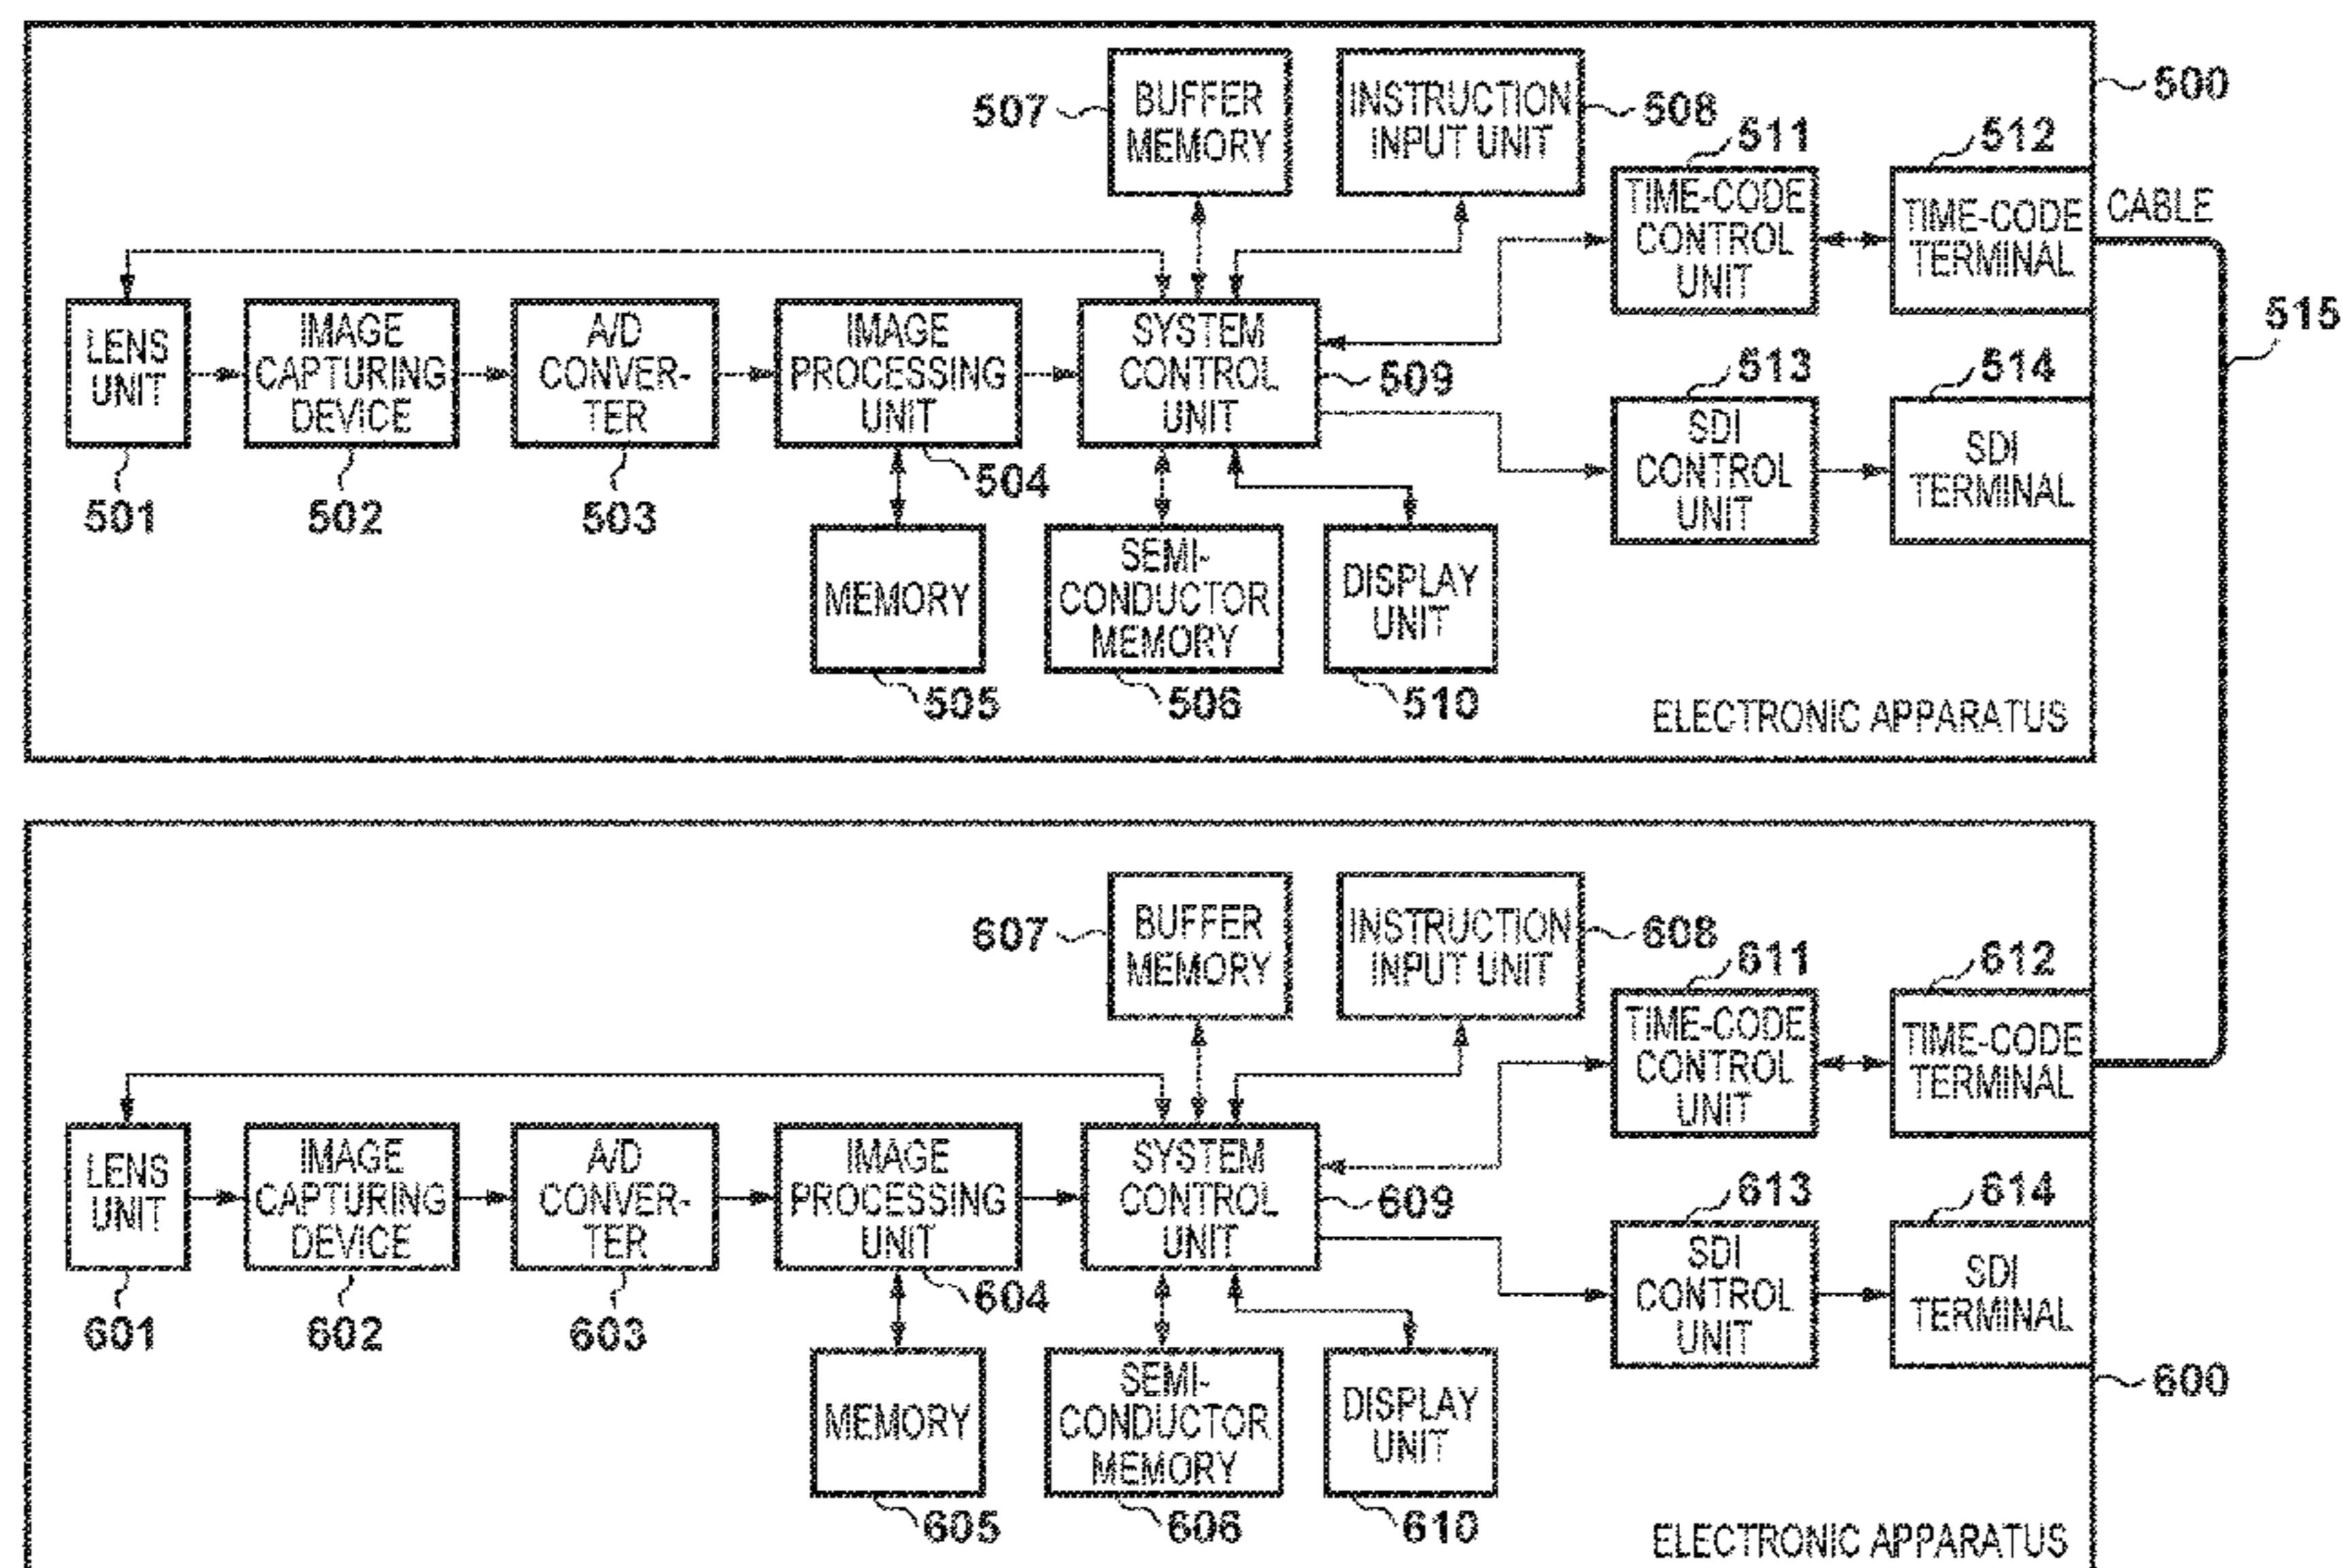 500
507
BUFFER
MEMORY
INSTRUCTION
INPUT UNIT
508
511
TIME-CODE
CONTROL
UNIT
512
TIME-CODE
TERMINAL
CABLE
515
LENS
UNIT
501
IMAGE
CAPTURING
DEVICE
502
A/D
CONVER-
TER
503
IMAGE
PROCESSING
UNIT
504
SYSTEM
CONTROL
UNIT
509
513
SDI
CONTROL
UNIT
514
SDI
TERMINAL
MEMORY
505
SEMI-
CONDUCTOR
MEMORY
506
DISPLAY
UNIT
510
ELECTRONIC APPARATUS
607
BUFFER
MEMORY
INSTRUCTION
INPUT UNIT
608
611
TIME-CODE
CONTROL
UNIT
612
TIME-CODE
TERMINAL
LENS
UNIT
601
IMAGE
CAPTURING
DEVICE
602
A/D
CONVER-
TER
603
IMAGE
PROCESSING
UNIT
604
SYSTEM
CONTROL
UNIT
609
613
SDI
CONTROL
UNIT
614
SDI
TERMINAL
600
MEMORY
605
SEMI-
CONDUCTOR
MEMORY
606
DISPLAY
UNIT
610
ELECTRONIC APPARATUS